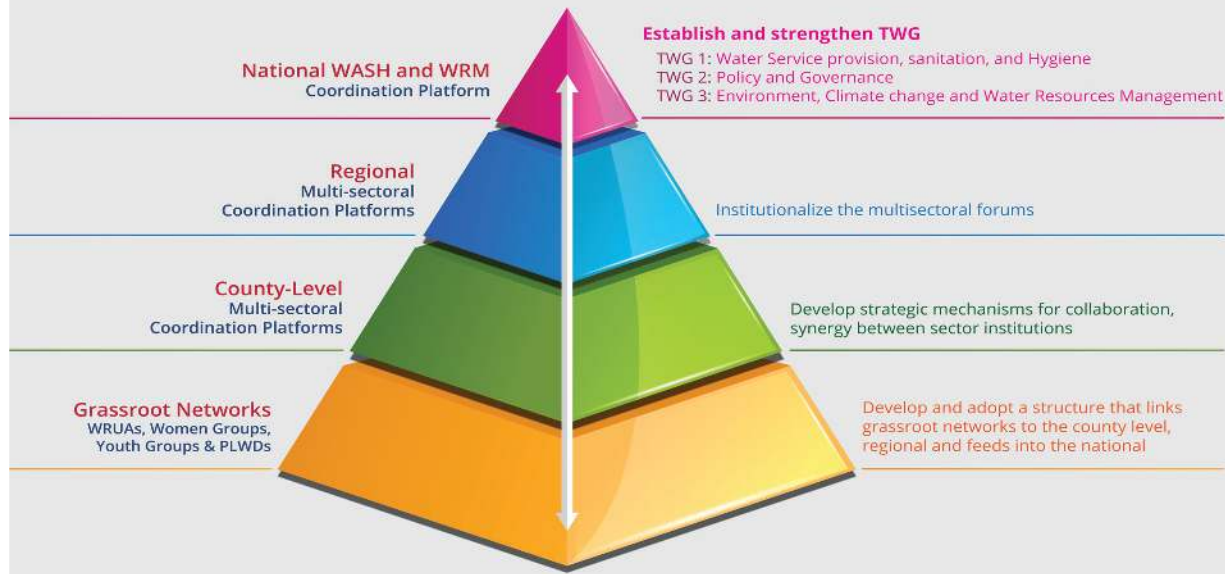 National WASH and WRM
Coordination Platform
Establish and strengthen TWG
TWG 1: Water Service provision, sanitation, and Hygiene
TWG 2: Policy and Governance
TWG 3: Environment, Climate change and Water Resources Management
Regional
Multi-sectoral
Coordination Platforms
Institutionalize the multisectoral forums
County-Level
Multi-sectoral
Coordination Platforms
Develop strategic mechanisms for collaboration,
synergy between sector institutions
Grassroot Networks
WRUAs, Women Groups,
Youth Groups & PLWDs
Develop and adopt a structure that links
grassroot networks to the county level,
regional and feeds into the national